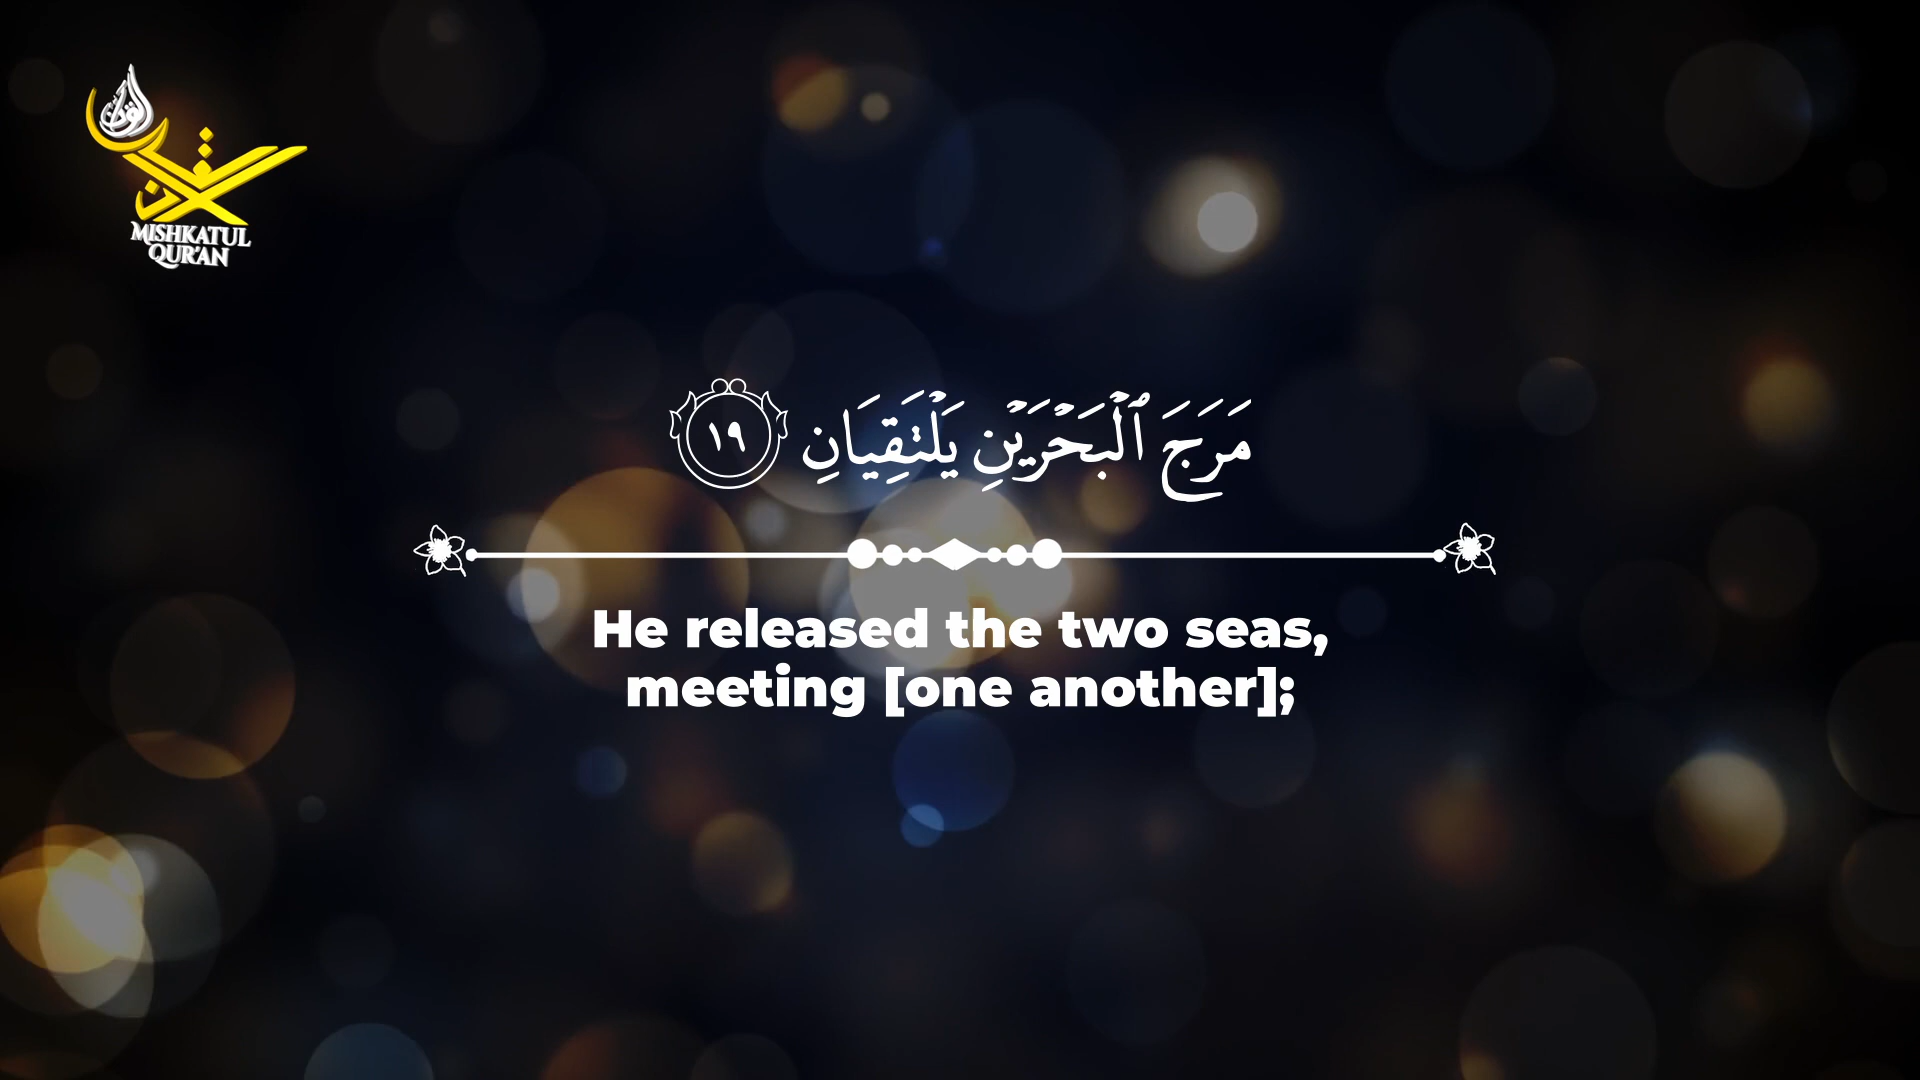 MISHKATUL
QUR'AN
مَرَجَ ٱلْبَحْرَيْنِ يَلْتَقِيَانِ ١٩
He released the two seas,
meeting [one another];